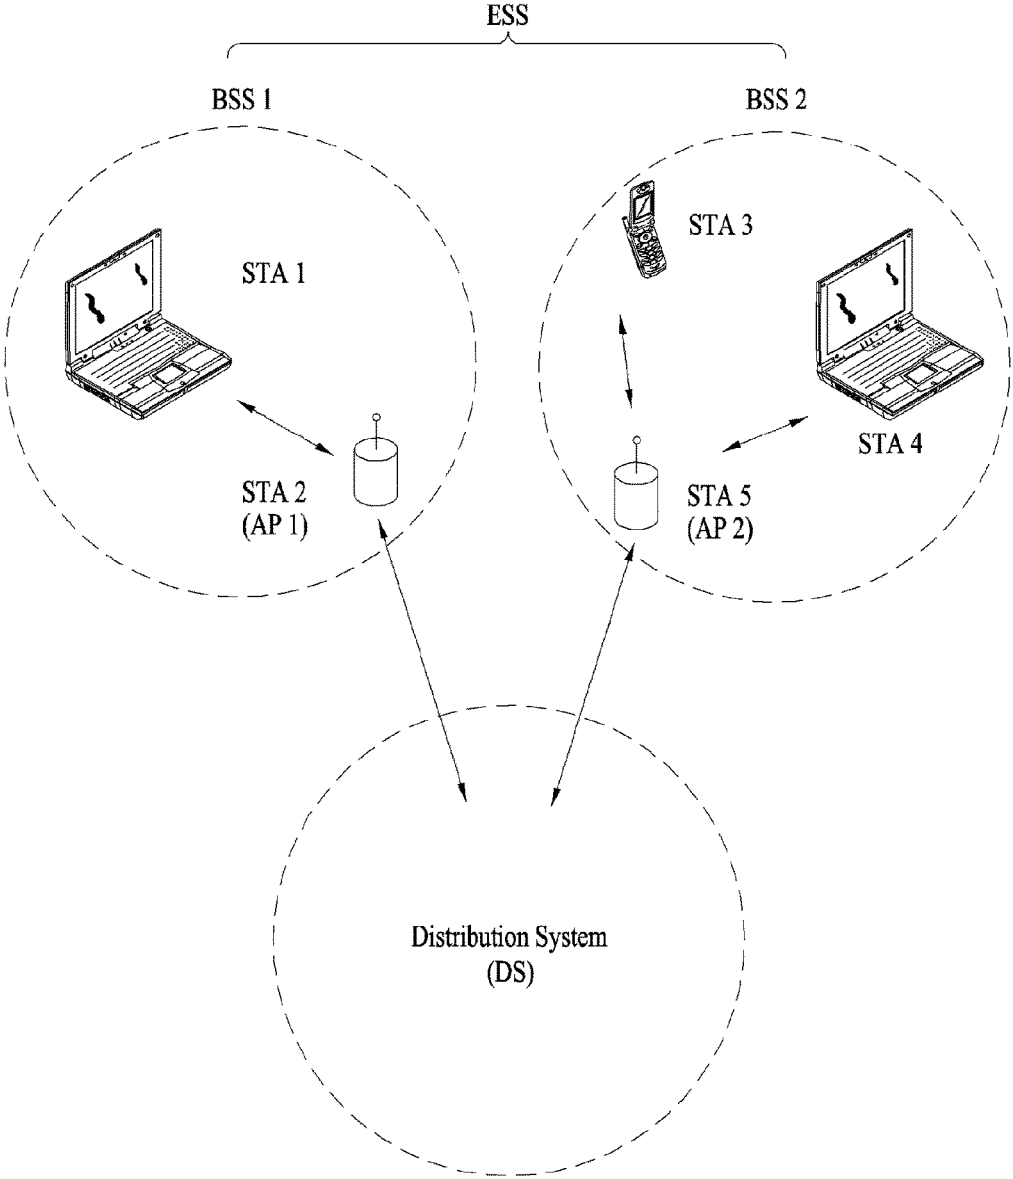 ESS
BSS 1
BSS 2
STA 1
STA 2
(AP 1)
STA 3
STA 4
STA 5
(AP 2)
Distribution System
(DS)